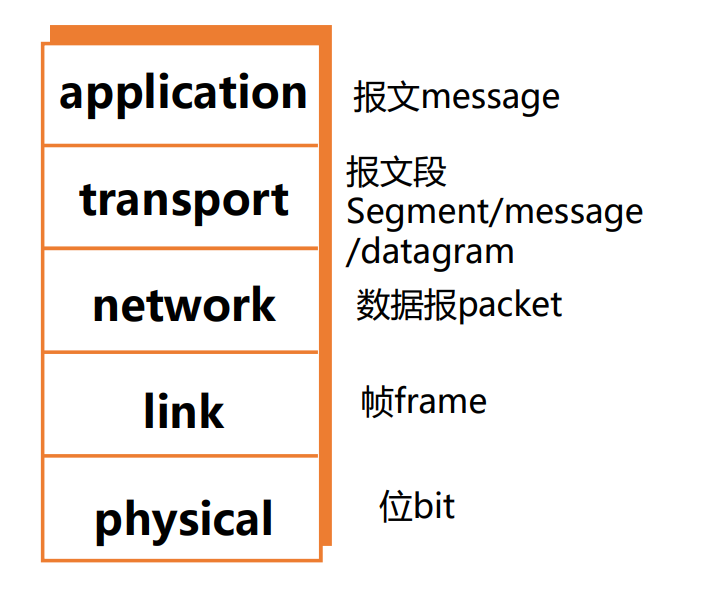 application
报文message
transport
报文段
Segment/message
/datagram
network
数据报packet
link
帧frame
physical
位bit